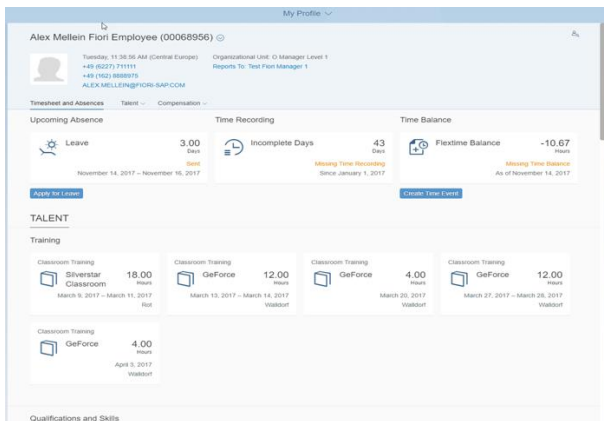 My Profile
Alex Mellein Fiori Employee (00068956)
Tuesday, 11:38:56 AM (Central Europe)
Organizational Unit: O Manager Level 1
+49 (6227) 711111
Reports To: Test Fiori Manager 1
+49 (162) 8888975
ALEX.MELLEIN@FIORI-SAP.COM
Timesheet and Absences Talent Compensation
Upcoming Absence Time Recording Time Balance
Leave 3.00
Days
Sent
November 14, 2017 – November 16, 2017
Incomplete Days 43
Days
Missing Time Recording
Since January 1, 2017
Flextime Balance -10.67
Hours
Missing Time Balance
As of November 14, 2017
Apply for Leave
Create Time Event
TALENT
Training
Classroom Training
Silverstar Classroom 18.00
Hours
March 9, 2017 – March 11, 2017
Rot
Classroom Training
GeForce 12.00
Hours
March 13, 2017 – March 14, 2017
Walldorf
Classroom Training
GeForce 4.00
Hours
March 20, 2017
Walldorf
Classroom Training
GeForce 12.00
Hours
March 27, 2017 – March 28, 2017
Walldorf
Classroom Training
GeForce 4.00
Hours
April 3, 2017
Walldorf
Qualifications and Skills